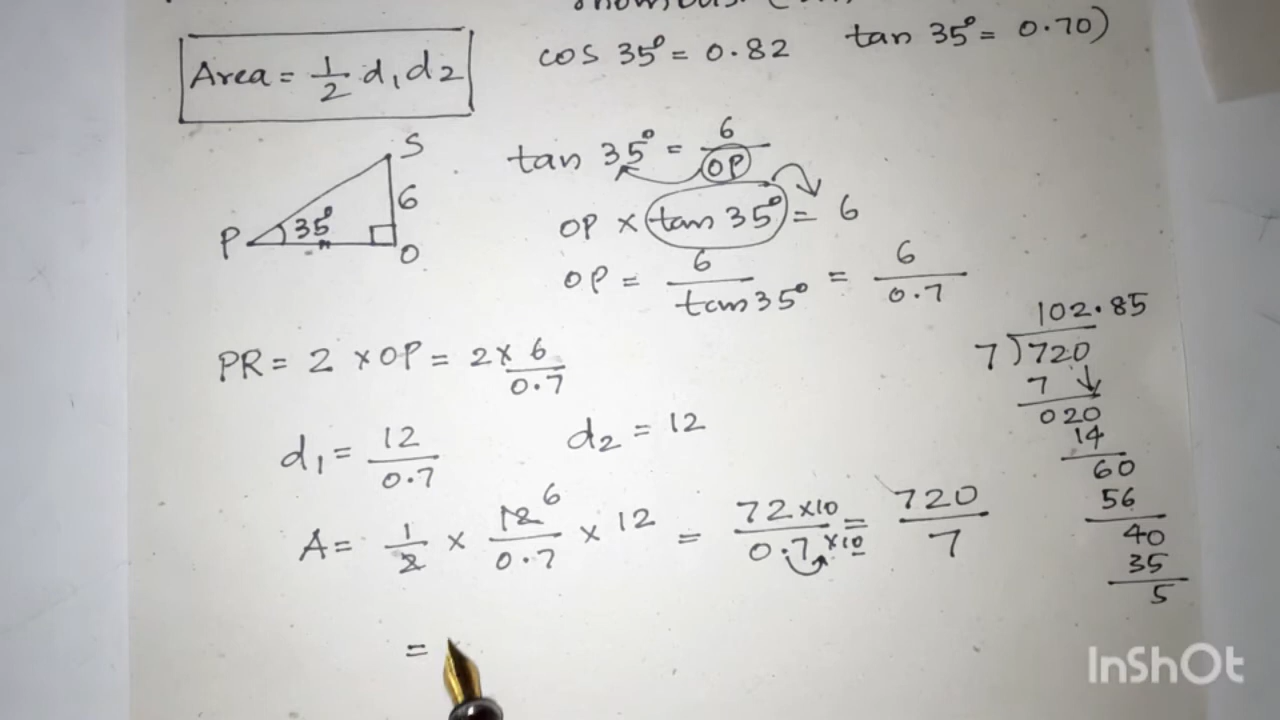 cos 35° = 0.82 tan 35° = 0.70)
Area = 1/2 d₁ d₂
S
6
35°
P
O
tan 35° = 6/OP
OP × tan 35° = 6
OP = 6/tan 35° = 6/0.7
PR = 2 × OP = 2 × 6/0.7
d₁ = 12/0.7 d₂ = 12
A = 1/2 × 12/0.7 × 12 = 72 ×10/0.7 ×10 = 720/7
6
=
102.85
7)720
7
020
14
60
56
40
35
5
InShOt